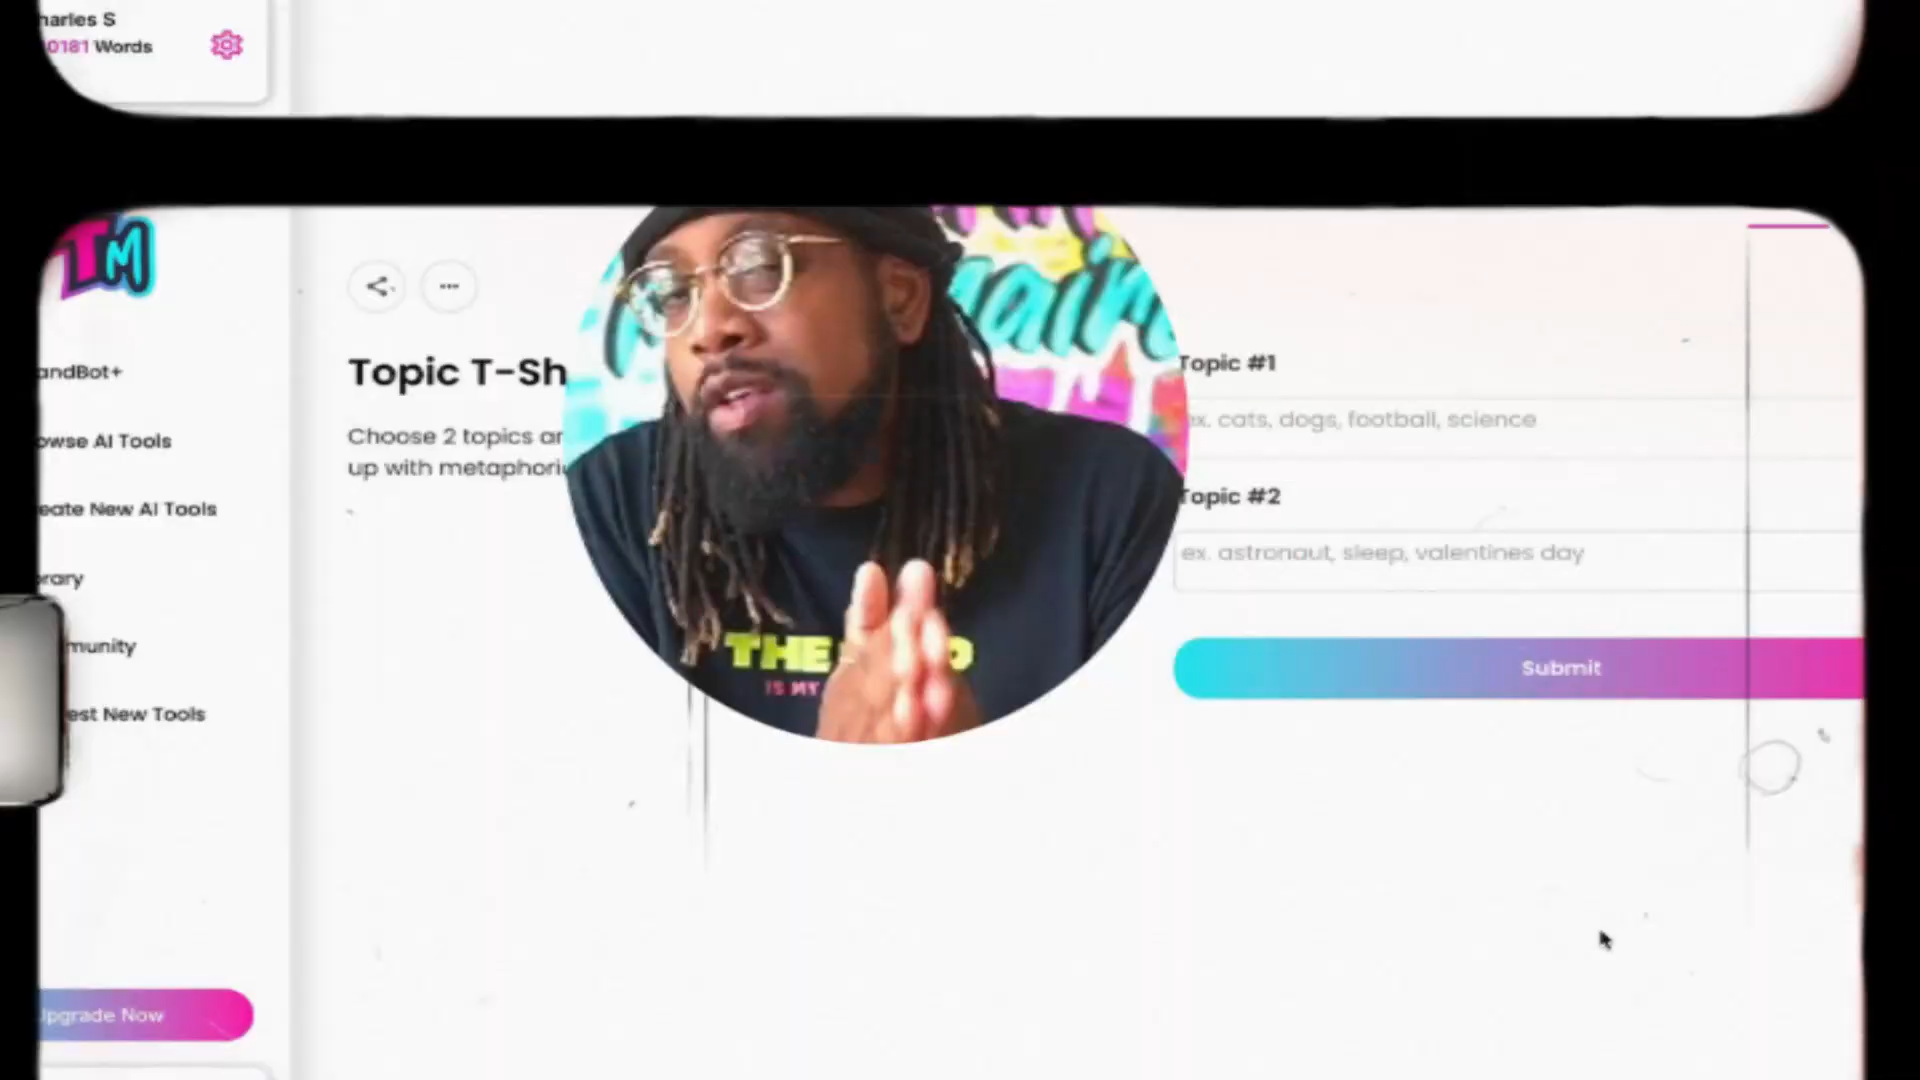 harles S
0181 Words
TM
andBot+
owse AI Tools
eate New AI Tools
rary
munity
est New Tools
pgrade Now
Topic T-Sh
Choose 2 topics ar
up with metaphori
THE
IS MY
Topic #1
ex. cats, dogs, football, science
Topic #2
ex. astronaut, sleep, valentines day
Submit